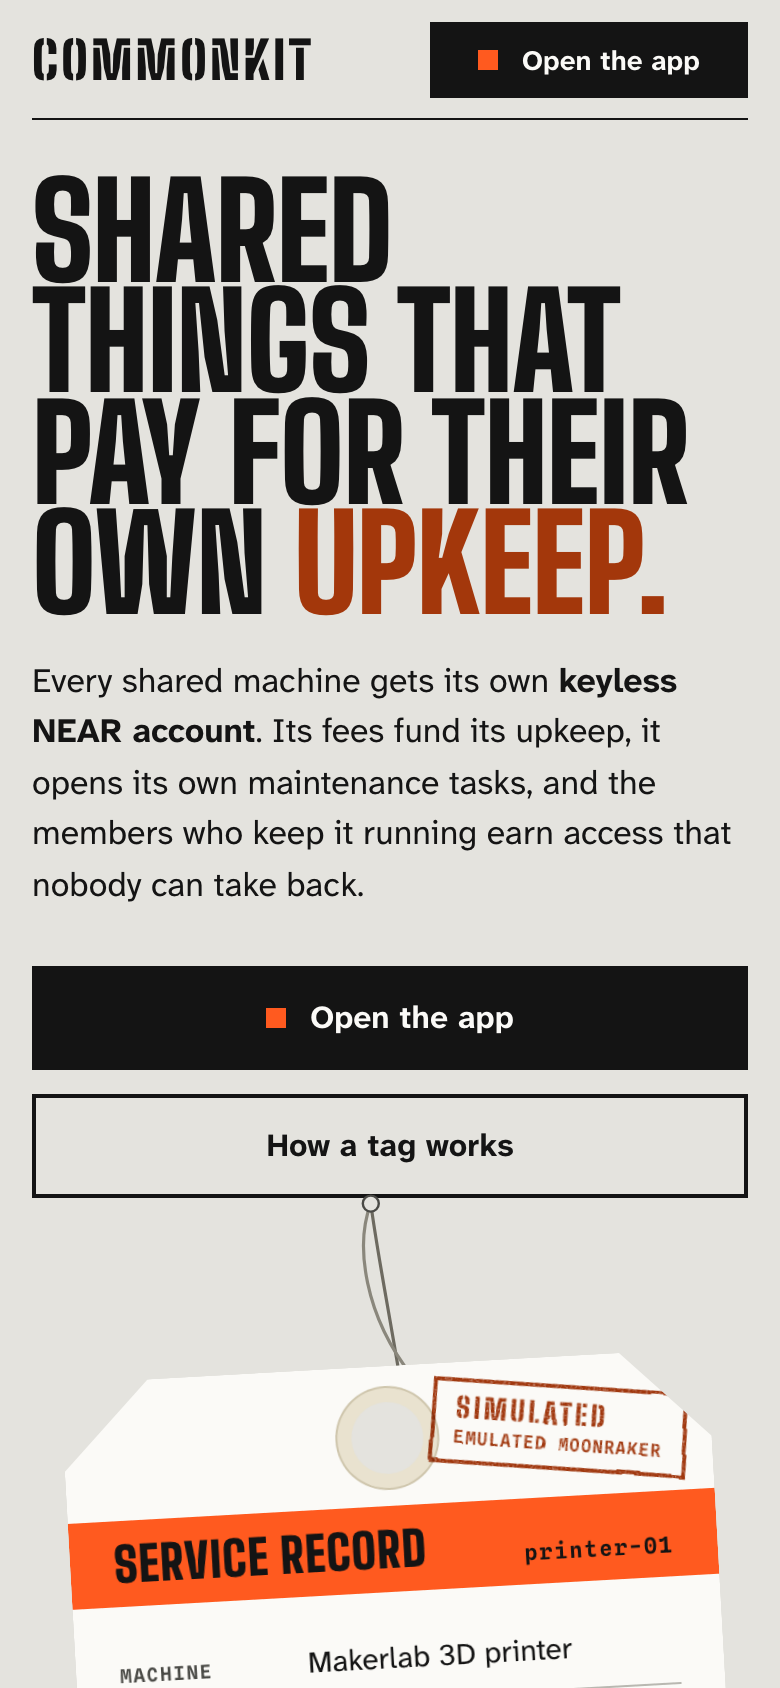 COMMONKIT
Open the app
SHARED
THINGS THAT
PAY FOR THEIR
OWN UPKEEP.
Every shared machine gets its own keyless
NEAR account. Its fees fund its upkeep, it
opens its own maintenance tasks, and the
members who keep it running earn access that
nobody can take back.
Open the app
How a tag works
SIMULATED
EMULATED MOONRAKER
SERVICE RECORD
printer-01
MACHINE
Makerlab 3D printer